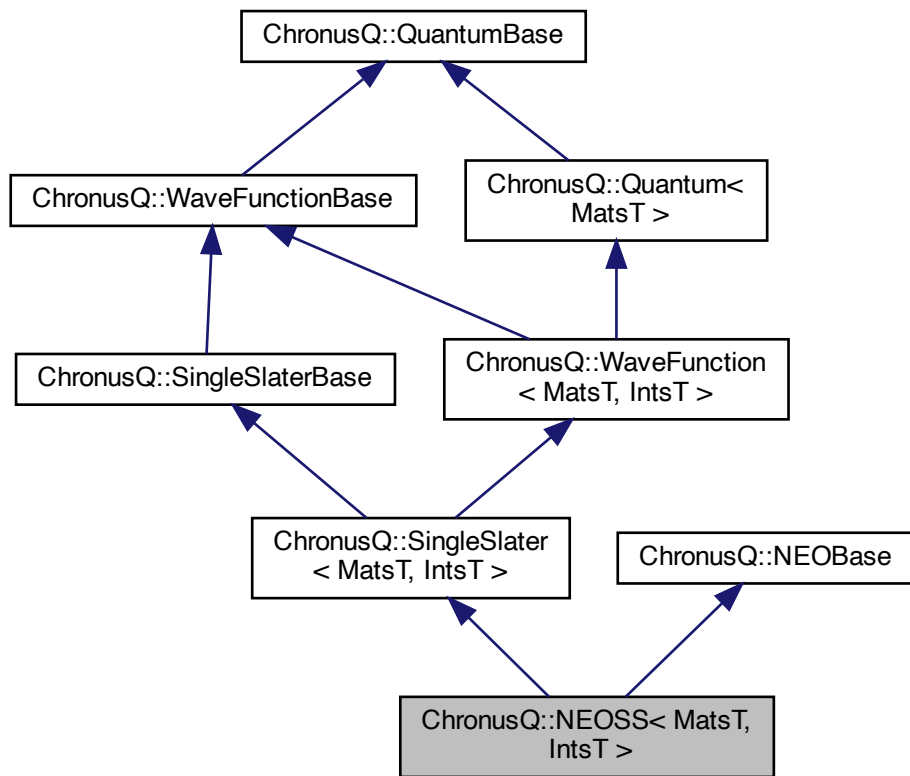 ChronusQ::QuantumBase
ChronusQ::WaveFunctionBase
ChronusQ::Quantum<
MatsT >
ChronusQ::SingleSlaterBase
ChronusQ::WaveFunction
< MatsT, IntsT >
ChronusQ::SingleSlater
< MatsT, IntsT >
ChronusQ::NEOBase
ChronusQ::NEOSS< MatsT,
IntsT >